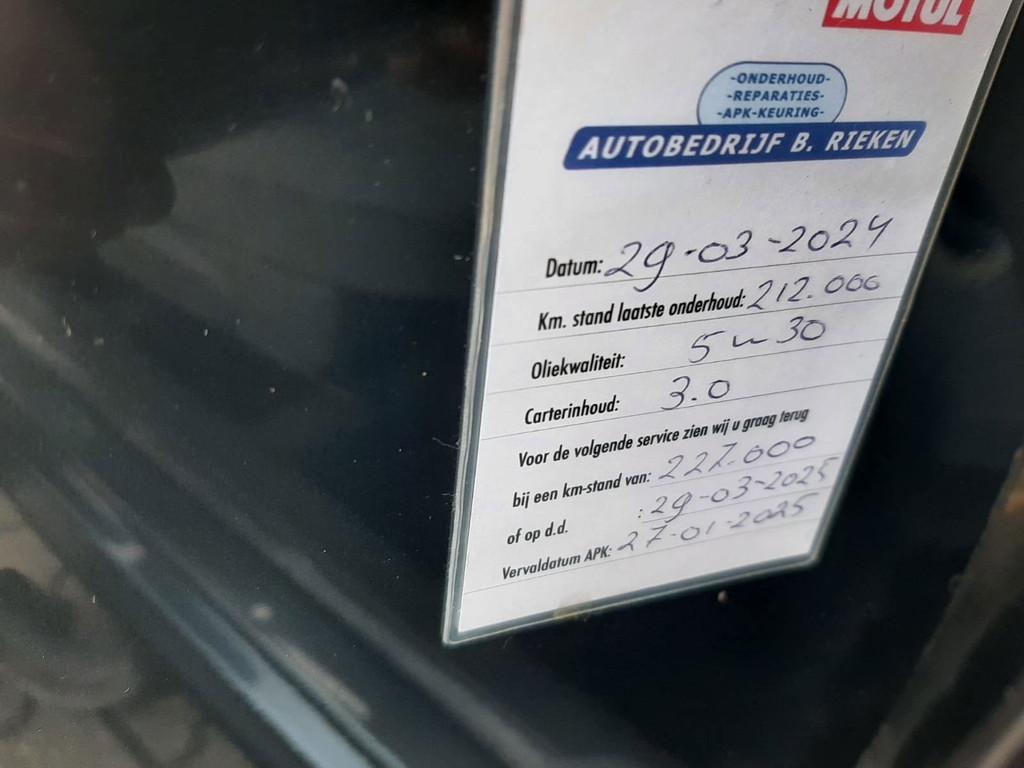 MOTUL
-ONDERHOUD-
-REPARATIES-
-APK-KEURING-
AUTOBEDRIJF B. RIEKEN
Datum: 29-03-2024
Km. stand laatste onderhoud: 212.000
Oliekwaliteit: 5w30
Carterinhoud: 3.0
Voor de volgende service zien wij u graag terug
bij een km-stand van: 227.000
of op d.d. : 29-03-2025
Vervaldatum APK: 27-01-2025